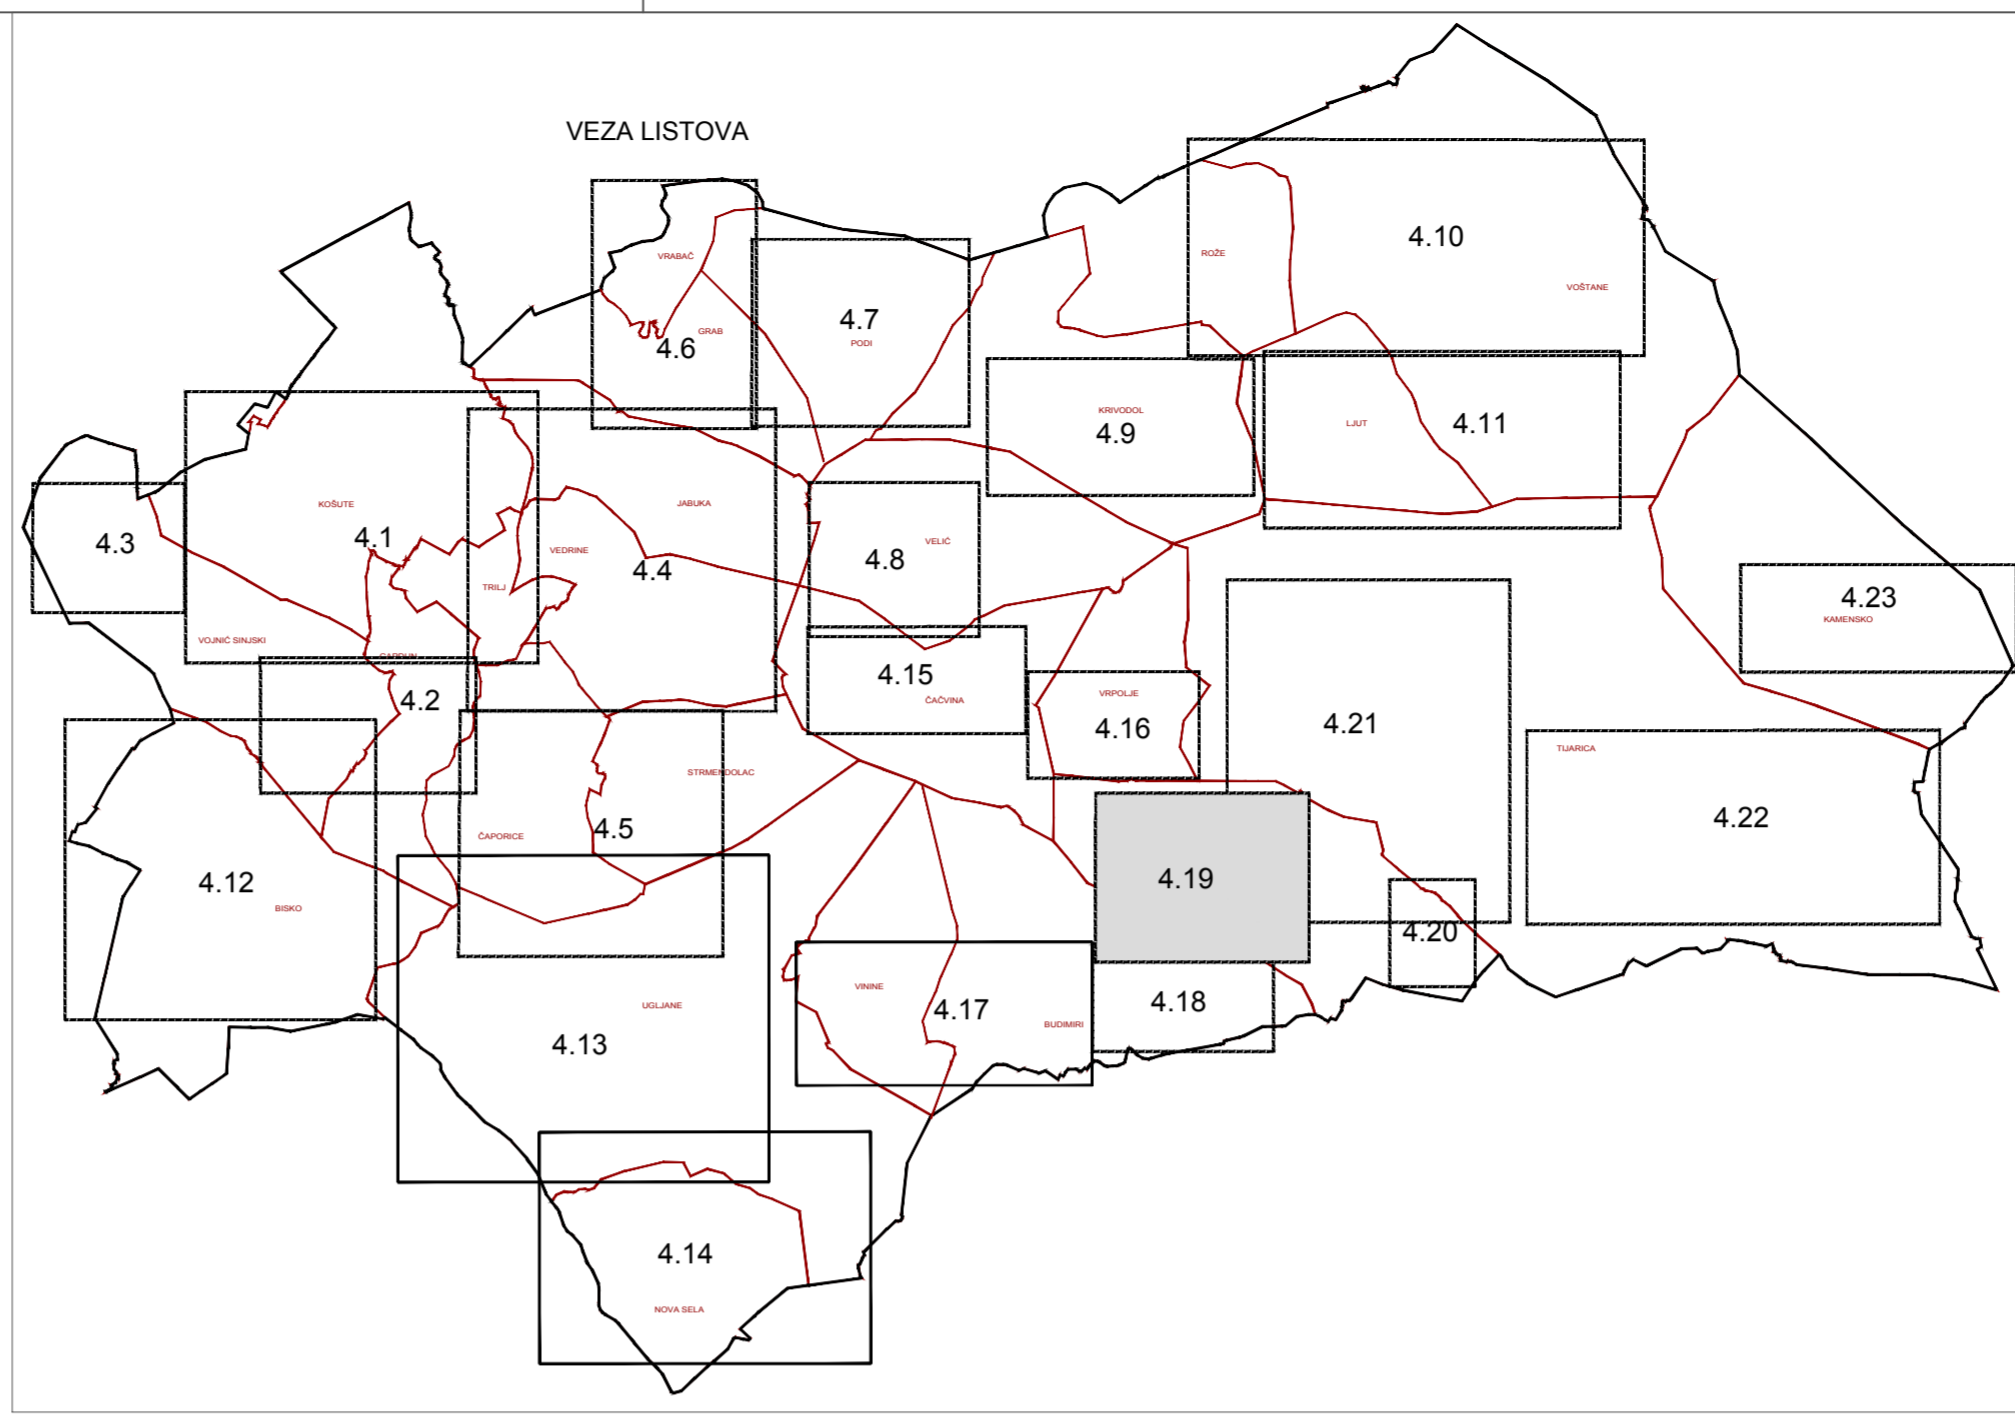 VEZA LISTOVA
4.10
ROŽE
VRABAČ
VOŠTANE
4.7
GRAB
PODI
4.6
KRIVODOL
4.9
LJUT
4.11
KOŠUTE
JABUKA
4.3
4.1
VEDRINE
VELIĆ
4.4
4.8
TRILJ
4.23
KAMENSKO
VOJNIĆ SINJSKI
GARDUN
4.15
4.2
ČAČVINA
VRPOLJE
4.16
4.21
TIJARICA
STRMENDOLAC
4.22
4.5
ČAPORICE
4.12
4.19
BISKO
4.20
VININE
UGLJANE
4.17
4.18
BUDIMIRI
4.13
4.14
NOVA SELA